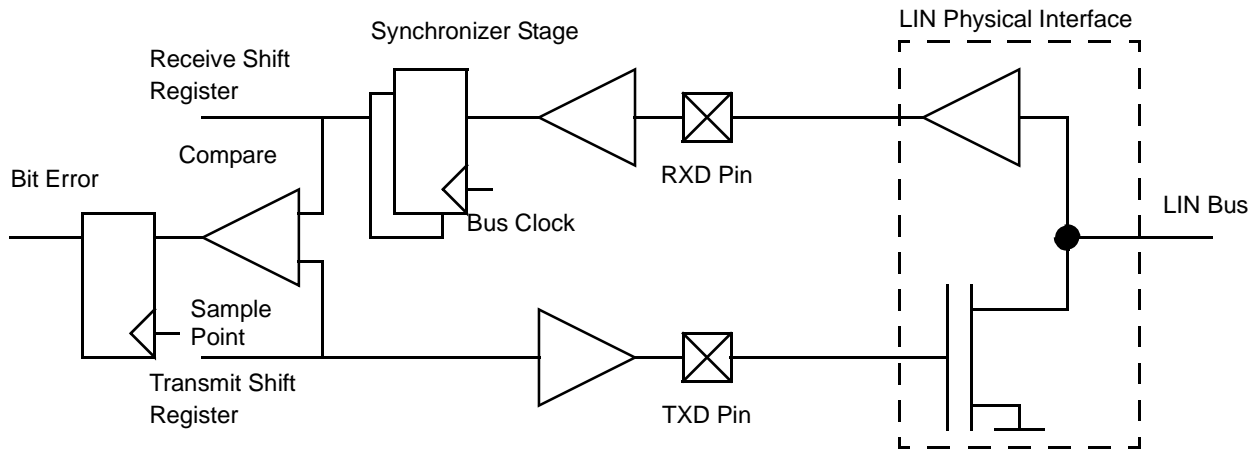 LIN Physical Interface
Synchronizer Stage
Receive Shift
Register
Compare
RXD Pin
Bit Error
LIN Bus
Bus Clock
Sample
Point
Transmit Shift
Register
TXD Pin